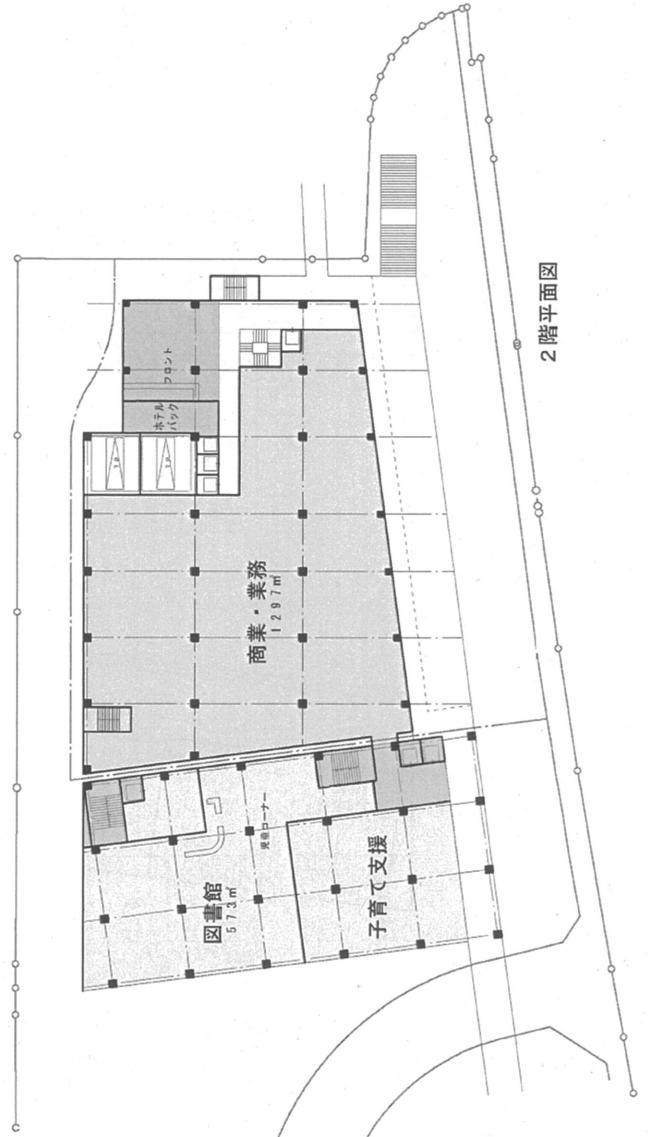 2階平面図
フロント
ホテル
バック
商業・業務
1297㎡
図書館
573㎡
児童コーナー
子育て支援